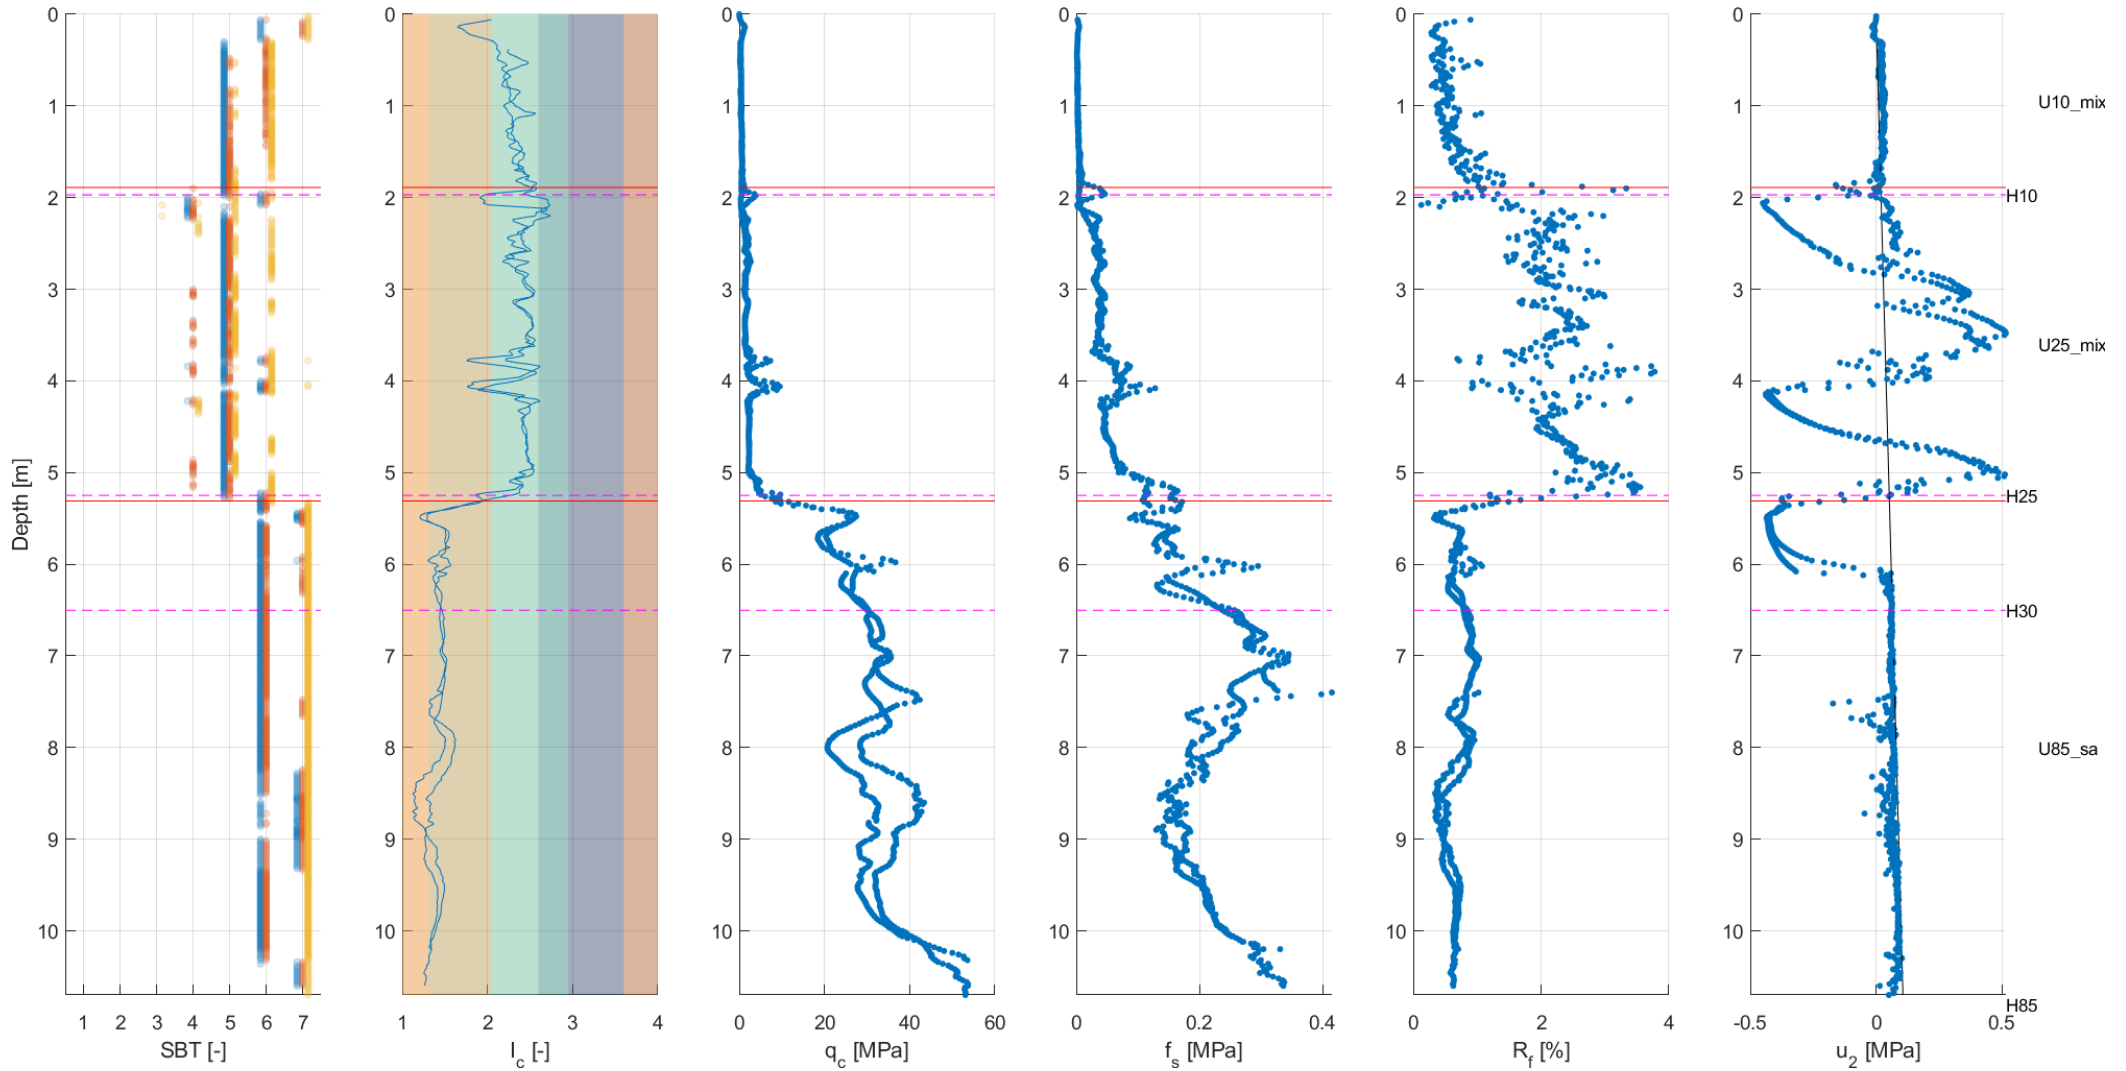 0 0 0 0 0 0
1 1 1 1 1 1 U10_mix
2 2 2 2 2 2 H10
3 3 3 3 3 3
U25_mix
4 4 4 4 4 4
5 5 5 5 5 5
H25
6 6 6 6 6 6
H30
7 7 7 7 7 7
8 8 8 8 8 8 U85_sa
9 9 9 9 9 9
10 10 10 10 10 10
H85
Depth [m]
1 2 3 4 5 6 7
SBT [-]
1 2 3 4
I_c [-]
0 20 40 60
q_c [MPa]
0 0.2 0.4
f_s [MPa]
0 2 4
R_f [%]
-0.5 0 0.5
u_2 [MPa]